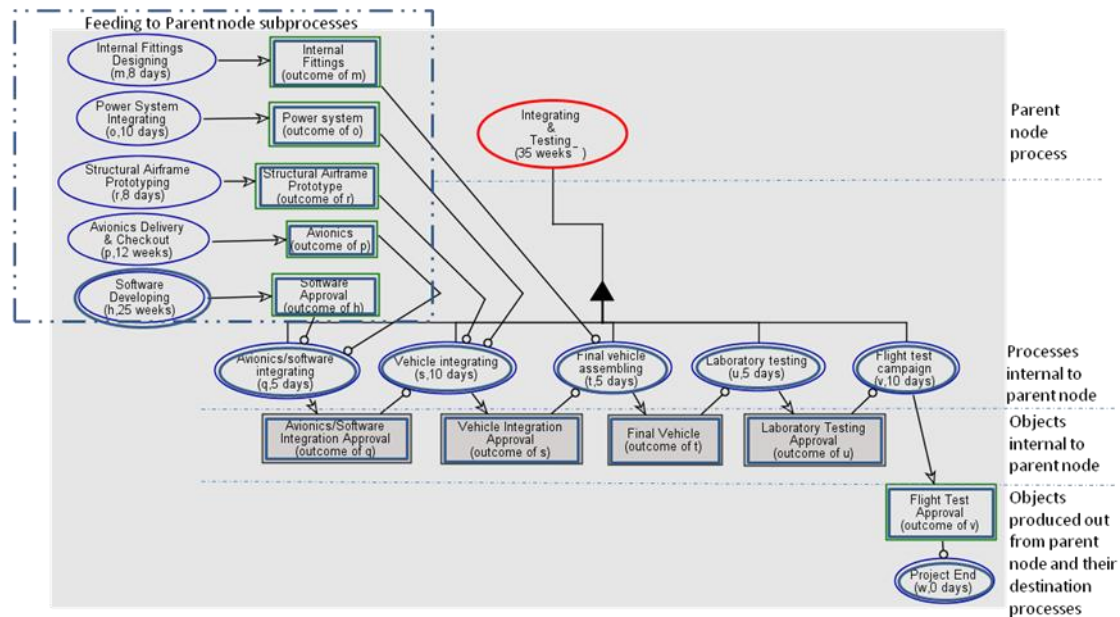 Feeding to Parent node subprocesses
Internal Fittings
Designing
(m,8 days)
Internal
Fittings
(outcome of m)
Power System
Integrating
(o,10 days)
Power system
(outcome of o)
Structural Airframe
Prototyping
(r,8 days)
Structural Airframe
Prototype
(outcome of r)
Avionics Delivery
& Checkout
(p,12 weeks)
Avionics
(outcome of p)
Software
Developing
(h,25 weeks)
Software
Approval
(outcome of h)
Integrating
&
Testing
(35 weeks¯ )
Parent
node
process
Avionics/software
integrating
(q,5 days)
Vehicle integrating
(s,10 days)
Final vehicle
assembling
(t,5 days)
Laboratory testing
(u,5 days)
Flight test
campaign
(v,10 days)
Processes
internal to
parent node
Avionics/Software
Integration Approval
(outcome of q)
Vehicle Integration
Approval
(outcome of s)
Final Vehicle
(outcome of t)
Laboratory Testing
Approval
(outcome of u)
Objects
internal to
parent node
Flight Test
Approval
(outcome of v)
Project End
(w,0 days)
Objects
produced out
from parent
node and their
destination
processes